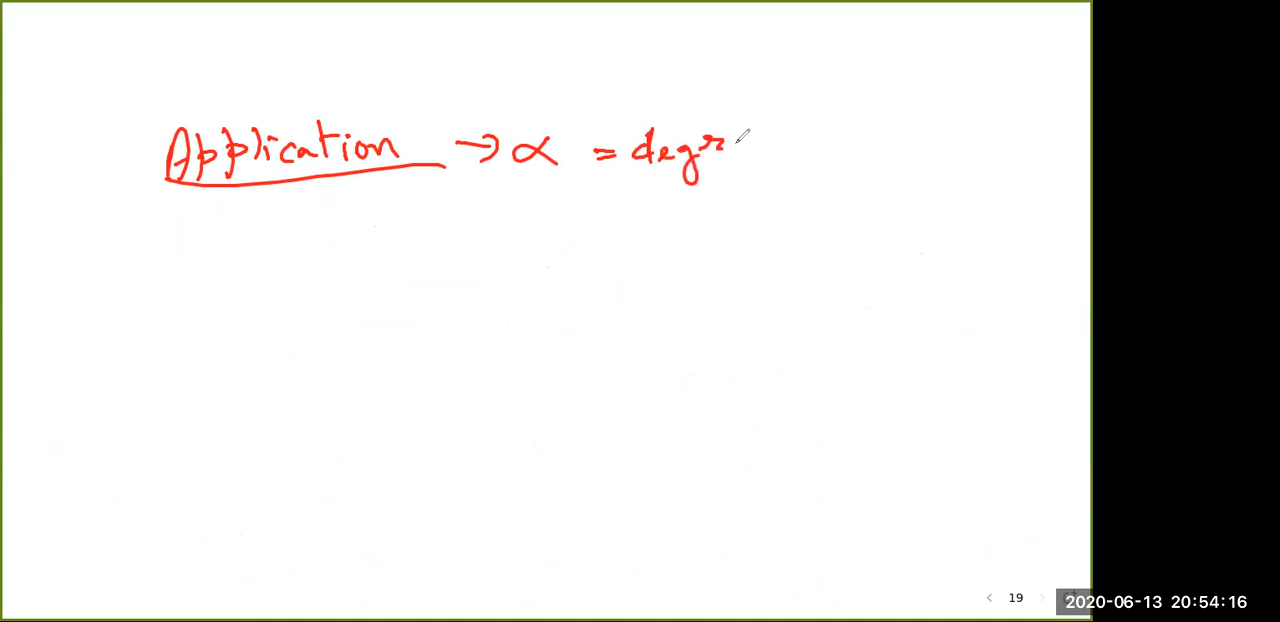 Application → α = degr
19
2020-06-13 20:54:16